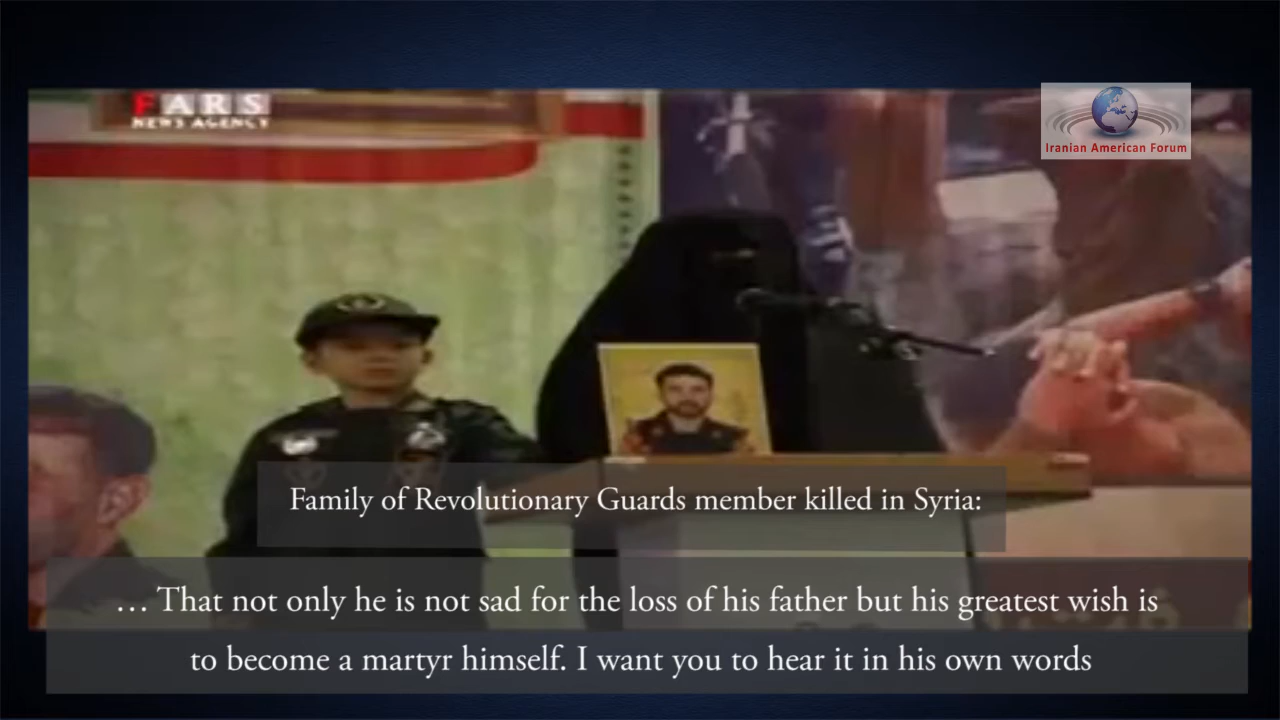 FARS
NEWS AGENCY
Iranian American Forum
Family of Revolutionary Guards member killed in Syria:
… That not only he is not sad for the loss of his father but his greatest wish is
to become a martyr himself. I want you to hear it in his own words